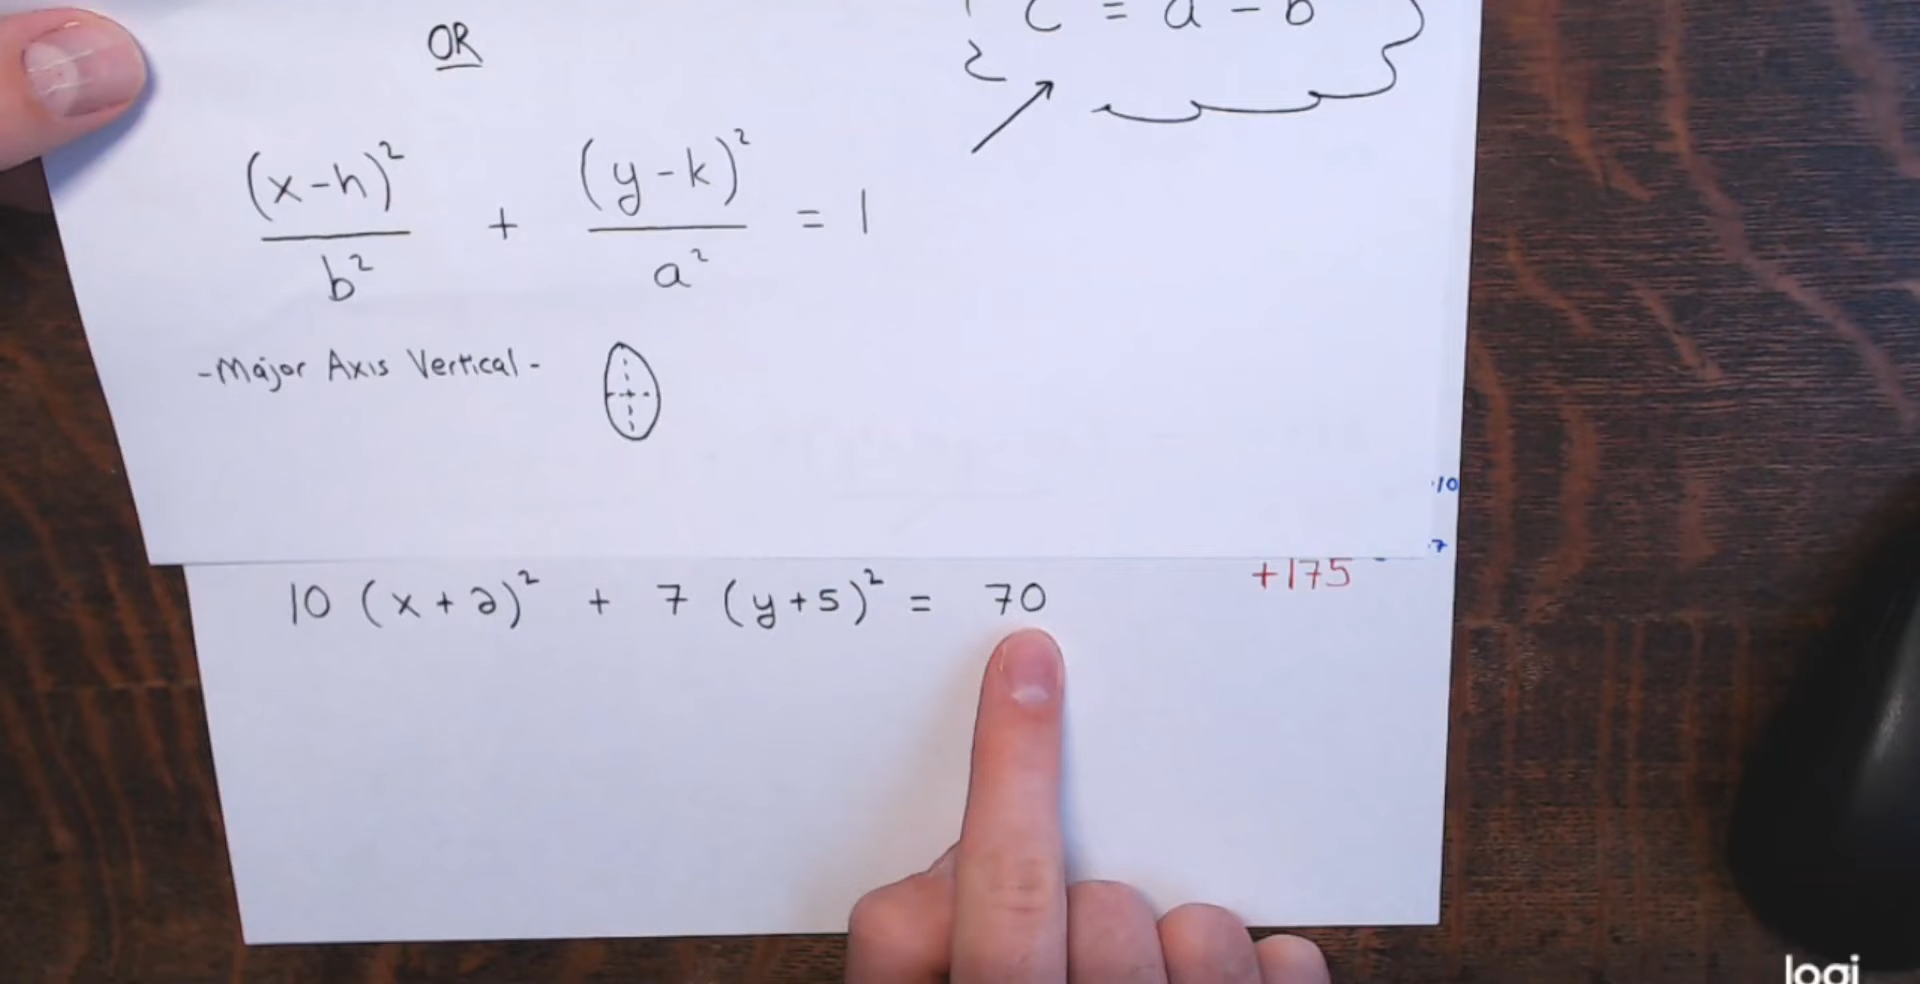 OR
c = a - b
(x-h)² / b² + (y-k)² / a² = 1
-Major Axis Vertical-
·10
·7
+175
10 (x+2)² + 7 (y+5)² = 70
logi